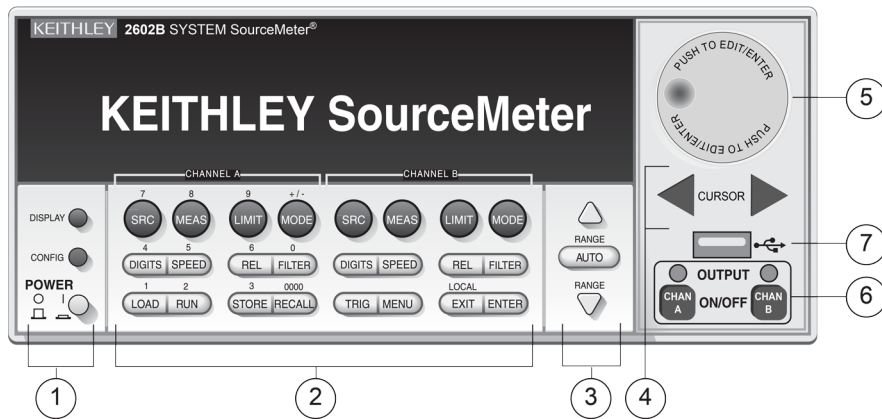 KEITHLEY 2602B SYSTEM SourceMeter®
KEITHLEY SourceMeter
PUSH TO EDIT/ENTER
PUSH TO EDIT/ENTER
5
CHANNEL A CHANNEL B
7 8 9 +/-
DISPLAY SRC MEAS LIMIT MODE SRC MEAS LIMIT MODE
CURSOR
RANGE
4 5 6 0
CONFIG DIGITS SPEED REL FILTER DIGITS SPEED REL FILTER AUTO
7
POWER
1 2 3 0000 LOCAL RANGE
LOAD RUN STORE RECALL TRIG MENU EXIT ENTER
OUTPUT
CHAN A ON/OFF CHAN B
6
1 2 3 4